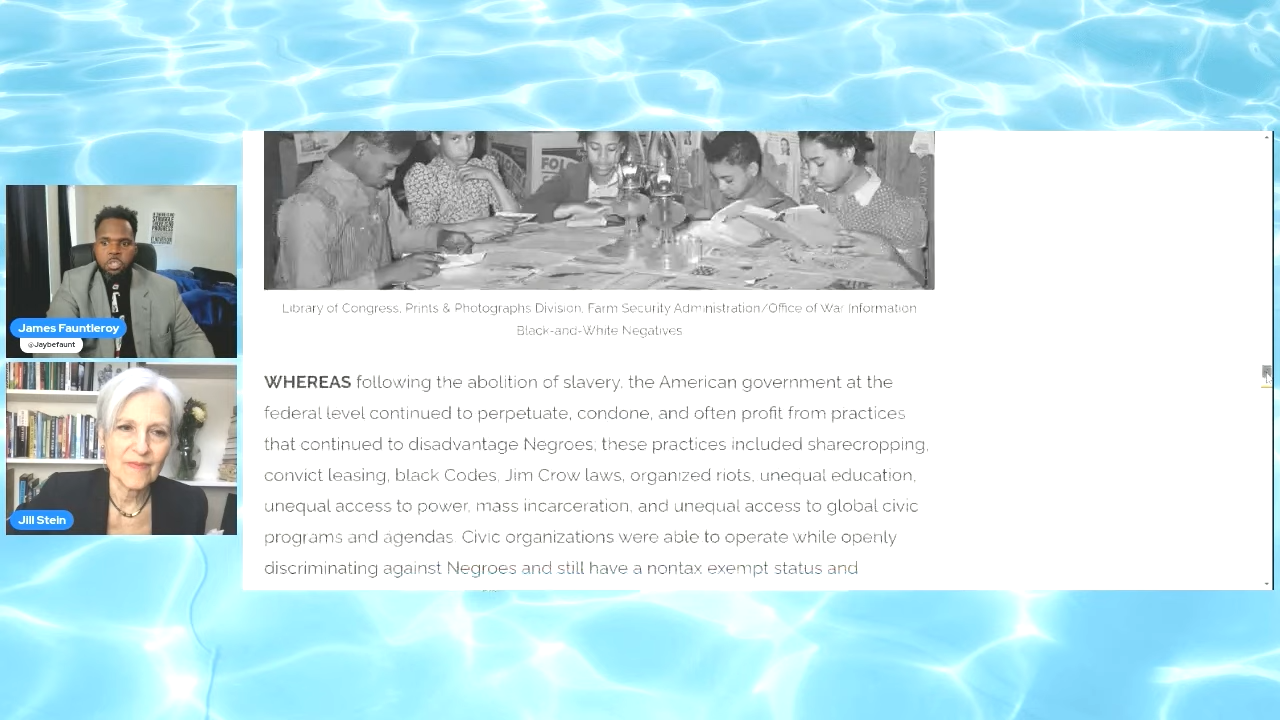 James Fauntleroy
@Jaybefaunt
Jill Stein
Library of Congress, Prints & Photographs Division, Farm Security Administration/Office of War Information
Black-and-White Negatives
WHEREAS following the abolition of slavery, the American government at the
federal level continued to perpetuate, condone, and often profit from practices
that continued to disadvantage Negroes; these practices included sharecropping,
convict leasing, black Codes, Jim Crow laws, organized riots, unequal education,
unequal access to power, mass incarceration, and unequal access to global civic
programs and agendas. Civic organizations were able to operate while openly
discriminating against Negroes and still have a nontax exempt status and